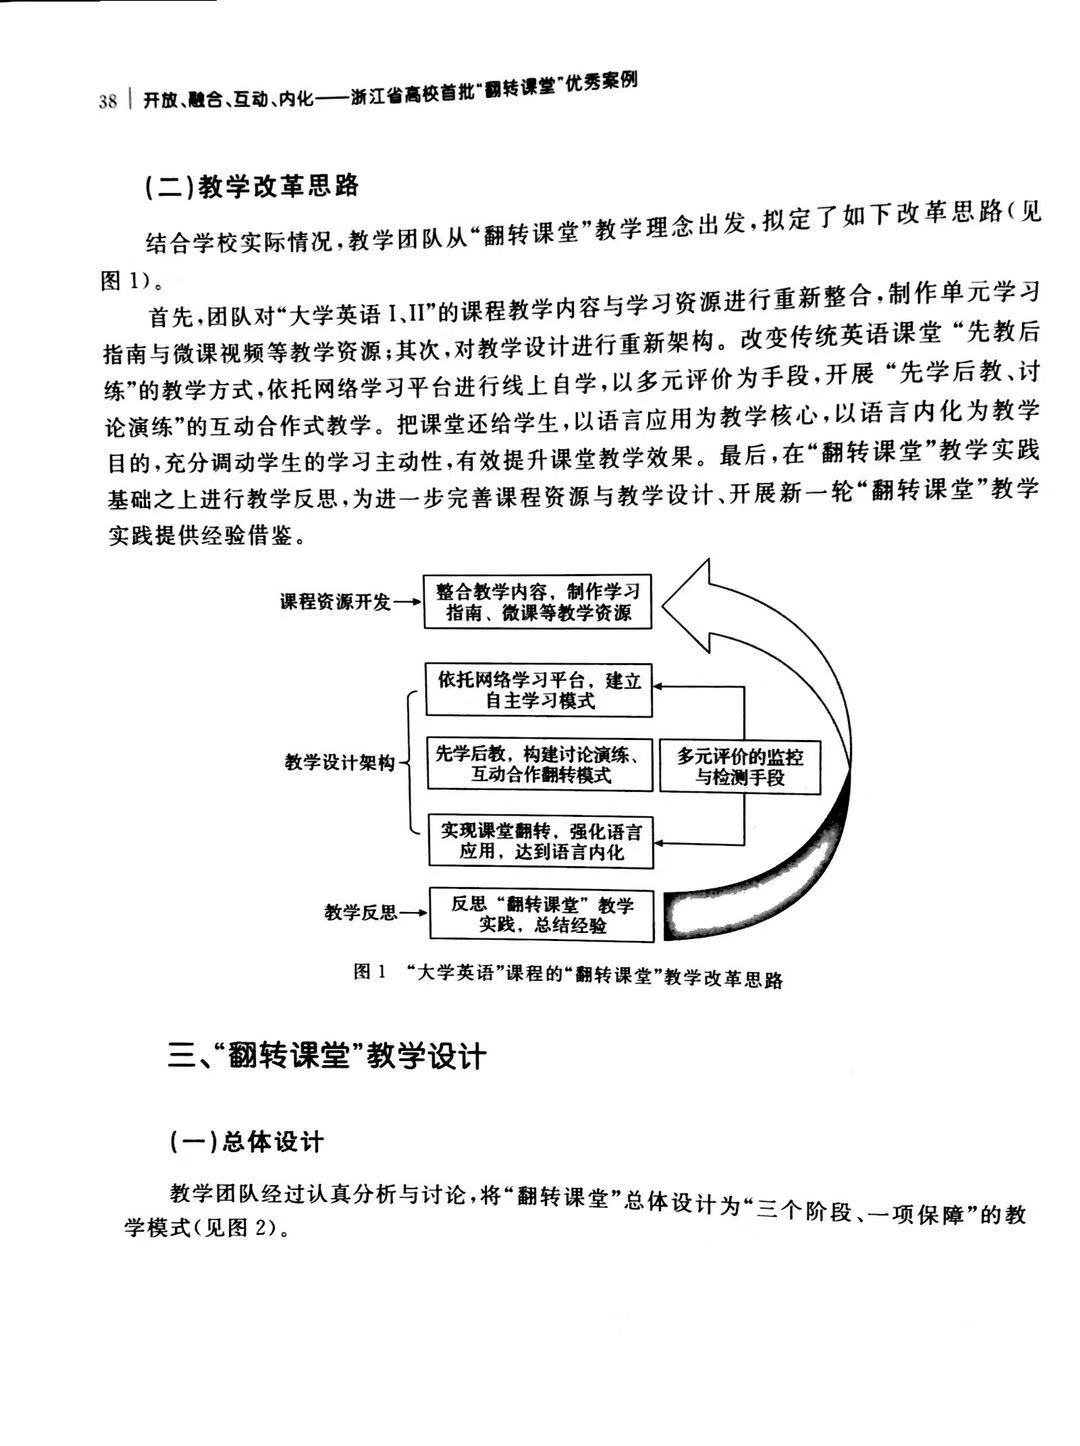 38 | 开放、融合、互动、内化——浙江省高校首批“翻转课堂”优秀案例
(二)教学改革思路
结合学校实际情况,教学团队从“翻转课堂”教学理念出发,拟定了如下改革思路(见
图 1)。
首先,团队对“大学英语 I、II”的课程教学内容与学习资源进行重新整合,制作单元学习
指南与微课视频等教学资源;其次,对教学设计进行重新架构。改变传统英语课堂“先教后
练”的教学方式,依托网络学习平台进行线上自学,以多元评价为手段,开展“先学后教、讨
论演练”的互动合作式教学。把课堂还给学生,以语言应用为教学核心,以语言内化为教学
目的,充分调动学生的学习主动性,有效提升课堂教学效果。最后,在“翻转课堂”教学实践
基础之上进行教学反思,为进一步完善课程资源与教学设计、开展新一轮“翻转课堂”教学
实践提供经验借鉴。
课程资源开发
整合教学内容，制作学习
指南、微课等教学资源
依托网络学习平台，建立
自主学习模式
教学设计架构
先学后教，构建讨论演练、
互动合作翻转模式
多元评价的监控
与检测手段
实现课堂翻转，强化语言
应用，达到语言内化
教学反思
反思“翻转课堂”教学
实践，总结经验
图 1 “大学英语”课程的“翻转课堂”教学改革思路
三、“翻转课堂”教学设计
(一)总体设计
教学团队经过认真分析与讨论,将“翻转课堂”总体设计为“三个阶段、一项保障”的教
学模式(见图 2)。